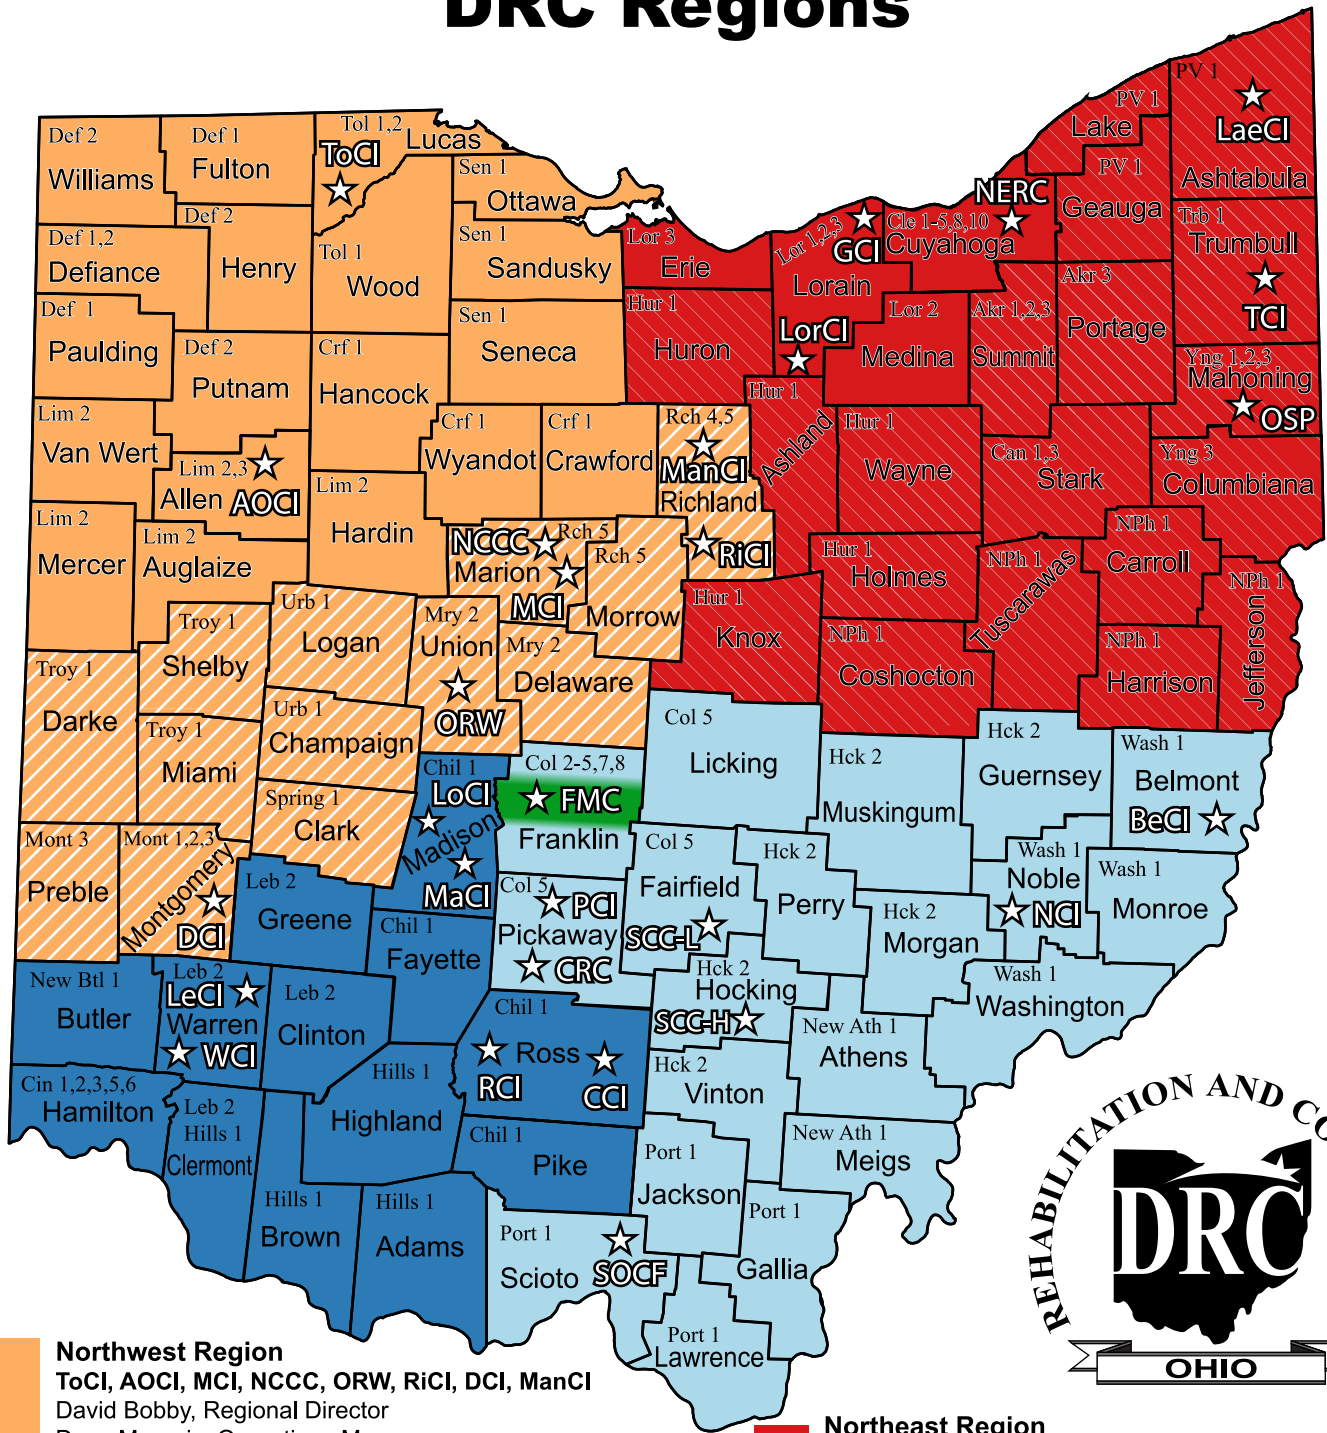 DRC Regions
PV 1
LaeCI
Ashtabula
PV 1
Lake
PV 1
Geauga
NERC
Cle 1-5,8,10
Cuyahoga
Trb 1
Trumbull
TCI
Def 2
Williams
Def 1
Fulton
Tol 1,2
Lucas
ToCI
Sen 1
Ottawa
Def 2
Henry
Def 1,2
Defiance
Tol 1
Wood
Sen 1
Sandusky
Lor 3
Erie
Lor 1,2,3
GCI
Lorain
LorCI
Lor 2
Medina
Akr 1,2,3
Summit
Akr 3
Portage
Yng 1,2,3
Mahoning
OSP
Def 1
Paulding
Def 2
Putnam
Crf 1
Hancock
Sen 1
Seneca
Hur 1
Huron
Hur 1
Ashland
Hur 1
Wayne
Can 1,3
Stark
Yng 3
Columbiana
Lim 2
Van Wert
Lim 2,3
Allen
AOCI
Crf 1
Wyandot
Crf 1
Crawford
Rch 4,5
ManCI
Richland
RiCI
Lim 2
Mercer
Lim 2
Auglaize
Lim 2
Hardin
NCCC
Rch 5
Marion
MCI
Rch 5
Morrow
Hur 1
Knox
Hur 1
Holmes
NPh 1
Tuscarawas
NPh 1
Carroll
NPh 1
Jefferson
NPh 1
Coshocton
NPh 1
Harrison
Troy 1
Darke
Troy 1
Shelby
Urb 1
Logan
Mry 2
Union
ORW
Mry 2
Delaware
Troy 1
Miami
Urb 1
Champaign
Spring 1
Clark
Chil 1
LoCI
Madison
MaCI
Col 2-5,7,8
FMC
Franklin
Col 5
Licking
Hck 2
Muskingum
Hck 2
Guernsey
Wash 1
Belmont
BeCI
Mont 3
Preble
Mont 1,2,3
Montgomery
DCI
Leb 2
Greene
Chil 1
Fayette
Col 5
PCI
Pickaway
CRC
Col 5
Fairfield
SCC-L
Hck 2
Perry
Hck 2
Morgan
Wash 1
Noble
NCI
Wash 1
Monroe
Wash 1
Washington
New Btl 1
Butler
Leb 2
LeCI
Warren
WCI
Leb 2
Clinton
Hills 1
Highland
Chil 1
Ross
RCI
CCI
Hck 2
Hocking
SCC-H
Hck 2
Vinton
New Ath 1
Athens
New Ath 1
Meigs
Cin 1,2,3,5,6
Hamilton
Leb 2
Hills 1
Clermont
Hills 1
Brown
Hills 1
Adams
Chil 1
Pike
Port 1
Jackson
Port 1
Gallia
Port 1
Scioto
SOCF
Port 1
Lawrence
REHABILITATION AND CO
DRC
OHIO
Northwest Region
ToCI, AOCI, MCI, NCCC, ORW, RiCI, DCI, ManCI
David Bobby, Regional Director
Northeast Region